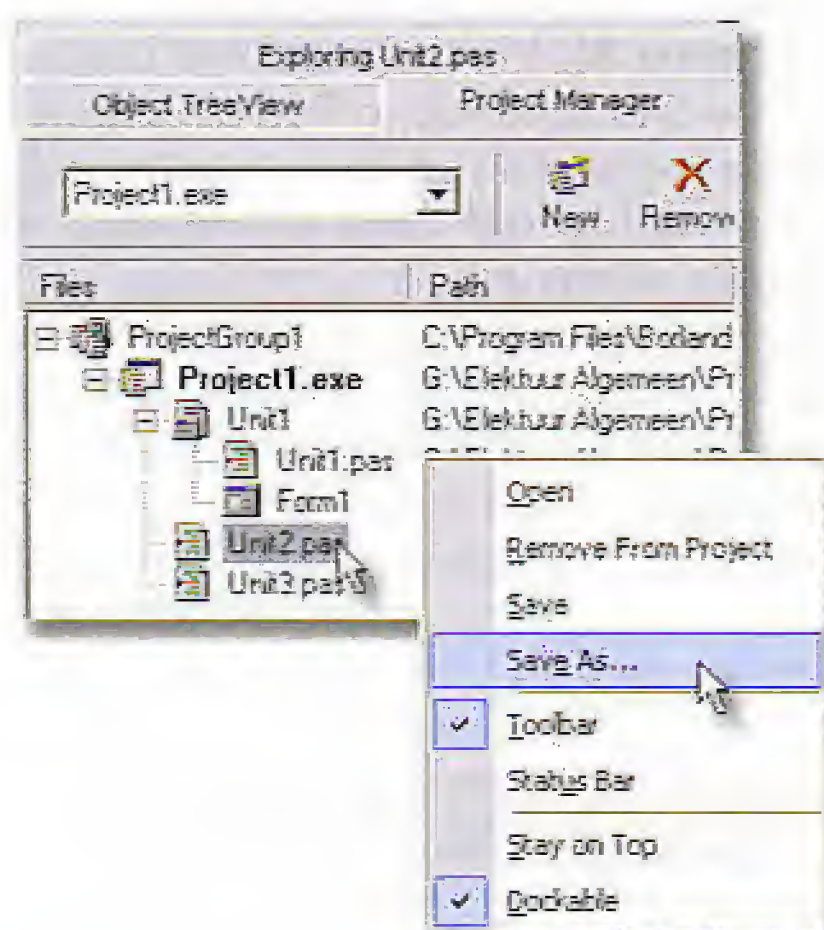 Exploring Unit2.pas
Object TreeView
Project Manager
Project1.exe
New
Remov
Files
Path
ProjectGroup1
C:\Program Files\Borland
Project1.exe
G:\Elektuur Algemeen\Pr
Unit1
G:\Elektuur Algemeen\Pr
Unit1.pas
Form1
Unit2.pas
Unit3.pas
Open
Remove From Project
Save
Save As...
Toolbar
Status Bar
Stay on Top
Dockable